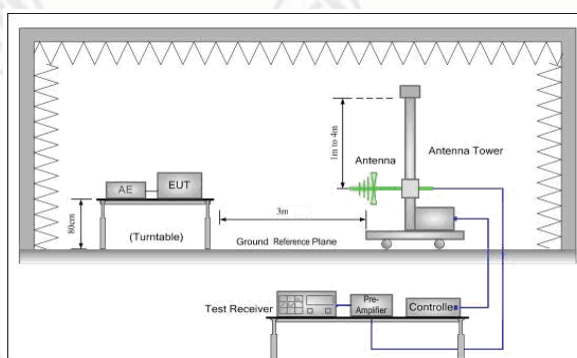 1m to 4m
Antenna
Antenna Tower
AE
EUT
80cm
(Turntable)
3m
Ground Reference Plane
Test Receiver
Pre-
Amplifier
Controller